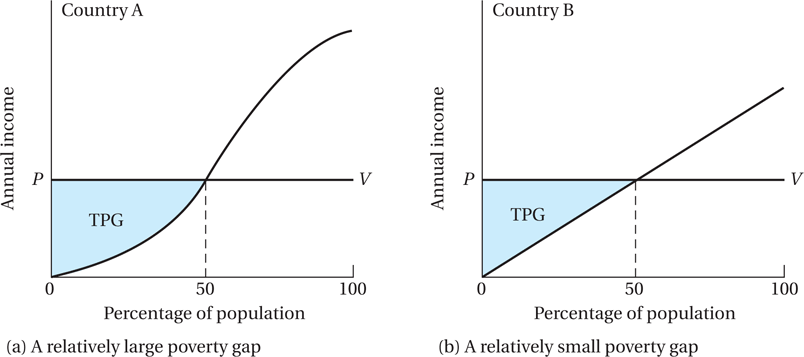 Country A
Annual income
P
V
TPG
0
50
100
Percentage of population
(a) A relatively large poverty gap
Country B
Annual income
P
V
TPG
0
50
100
Percentage of population
(b) A relatively small poverty gap